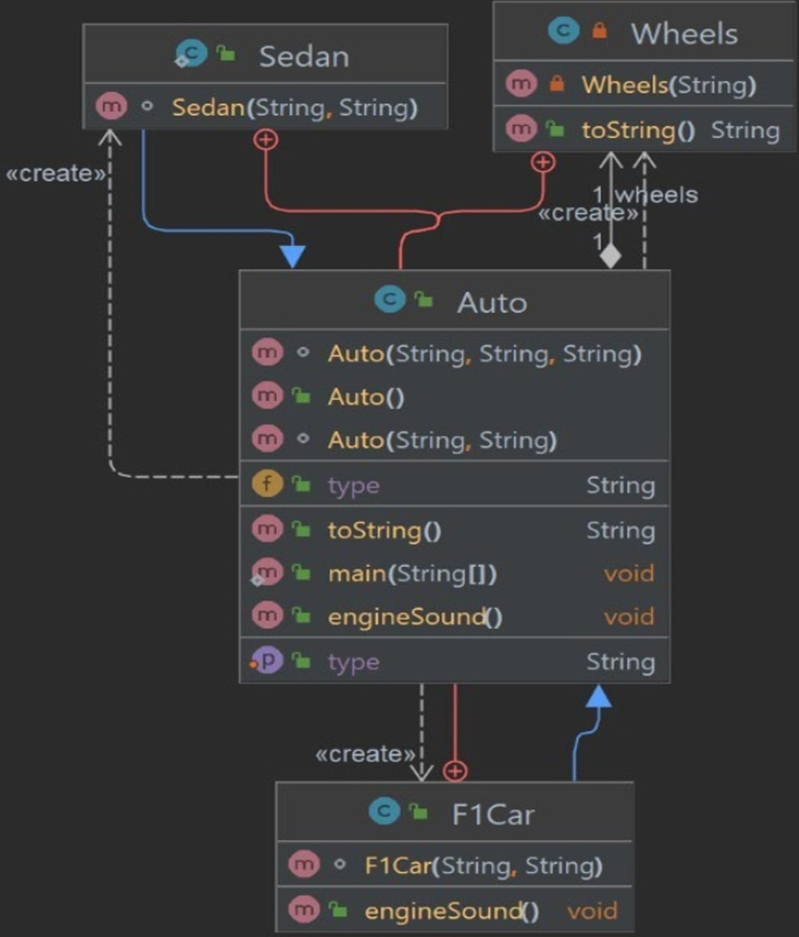 Sedan
Sedan(String, String)
Wheels
Wheels(String)
toString() String
«create»
1 wheels
«create»
1
Auto
Auto(String, String, String)
Auto()
Auto(String, String)
type String
toString() String
main(String[]) void
engineSound() void
type String
«create»
F1Car
F1Car(String, String)
engineSound() void